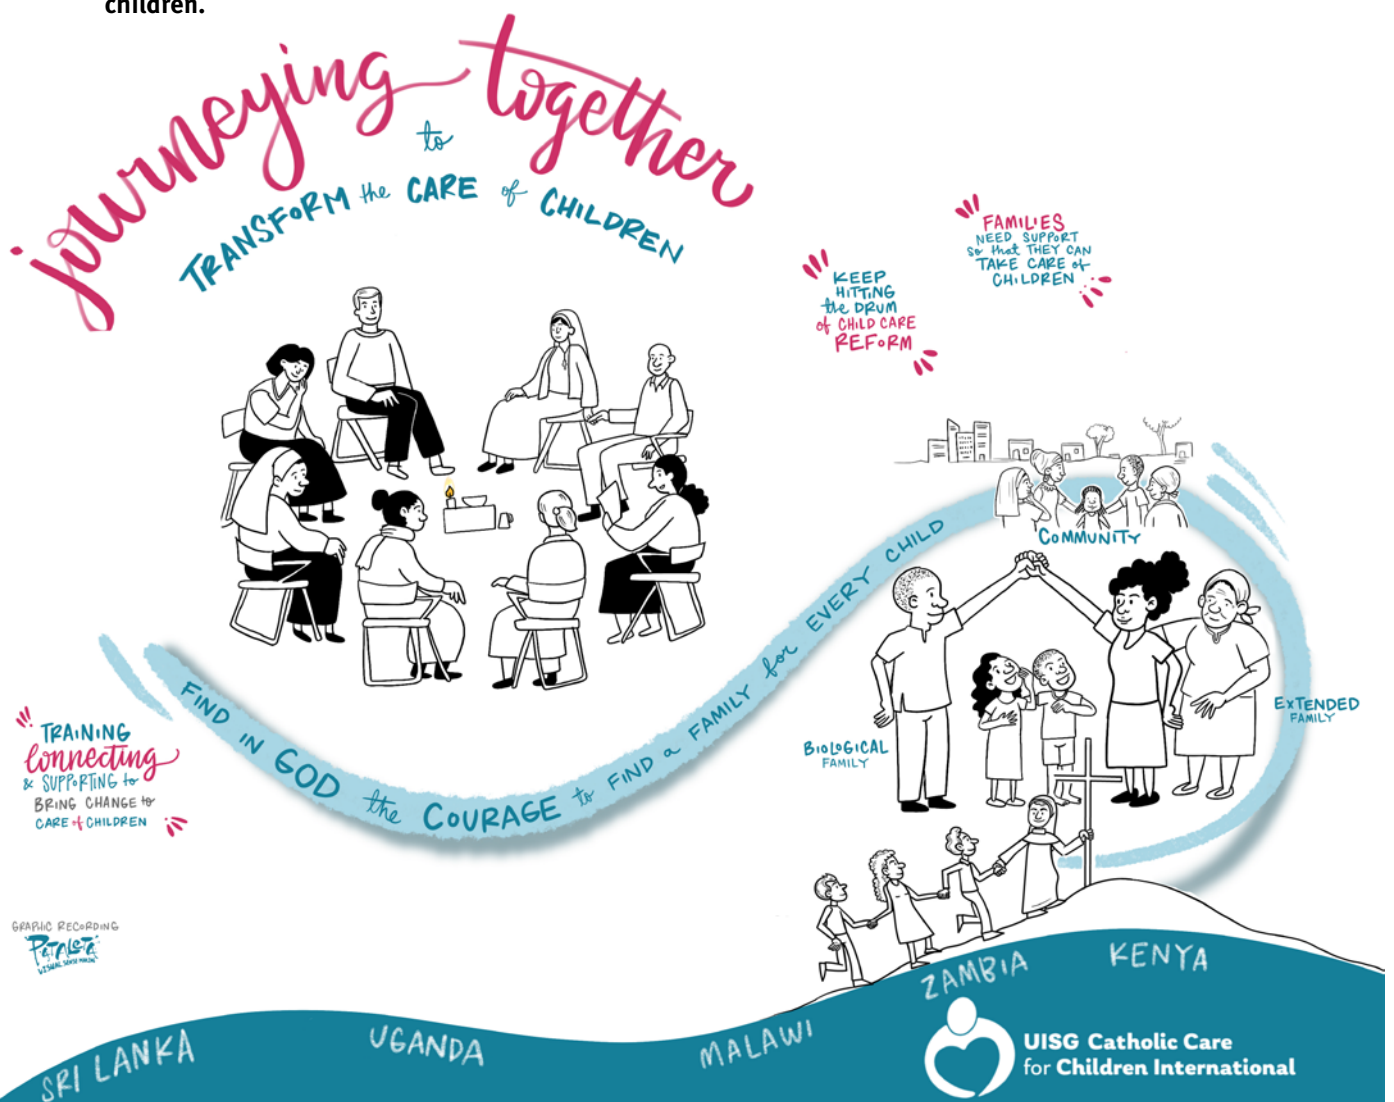 children.
journeying together
to
TRANSFORM the CARE of CHILDREN
FAMILIES
NEED SUPPORT
so that THEY CAN
TAKE CARE of
CHILDREN
KEEP
HITTING
the DRUM
of CHILD CARE
REFORM
COMMUNITY
BIOLOGICAL
FAMILY
EXTENDED
FAMILY
FIND IN GOD the COURAGE to FIND a FAMILY for EVERY CHILD
TRAINING
Connecting
& SUPPORTING to
BRING CHANGE to
CARE of CHILDREN
GRAPHIC RECORDING
SRI LANKA
UGANDA
MALAWI
ZAMBIA
KENYA
UISG Catholic Care
for Children International